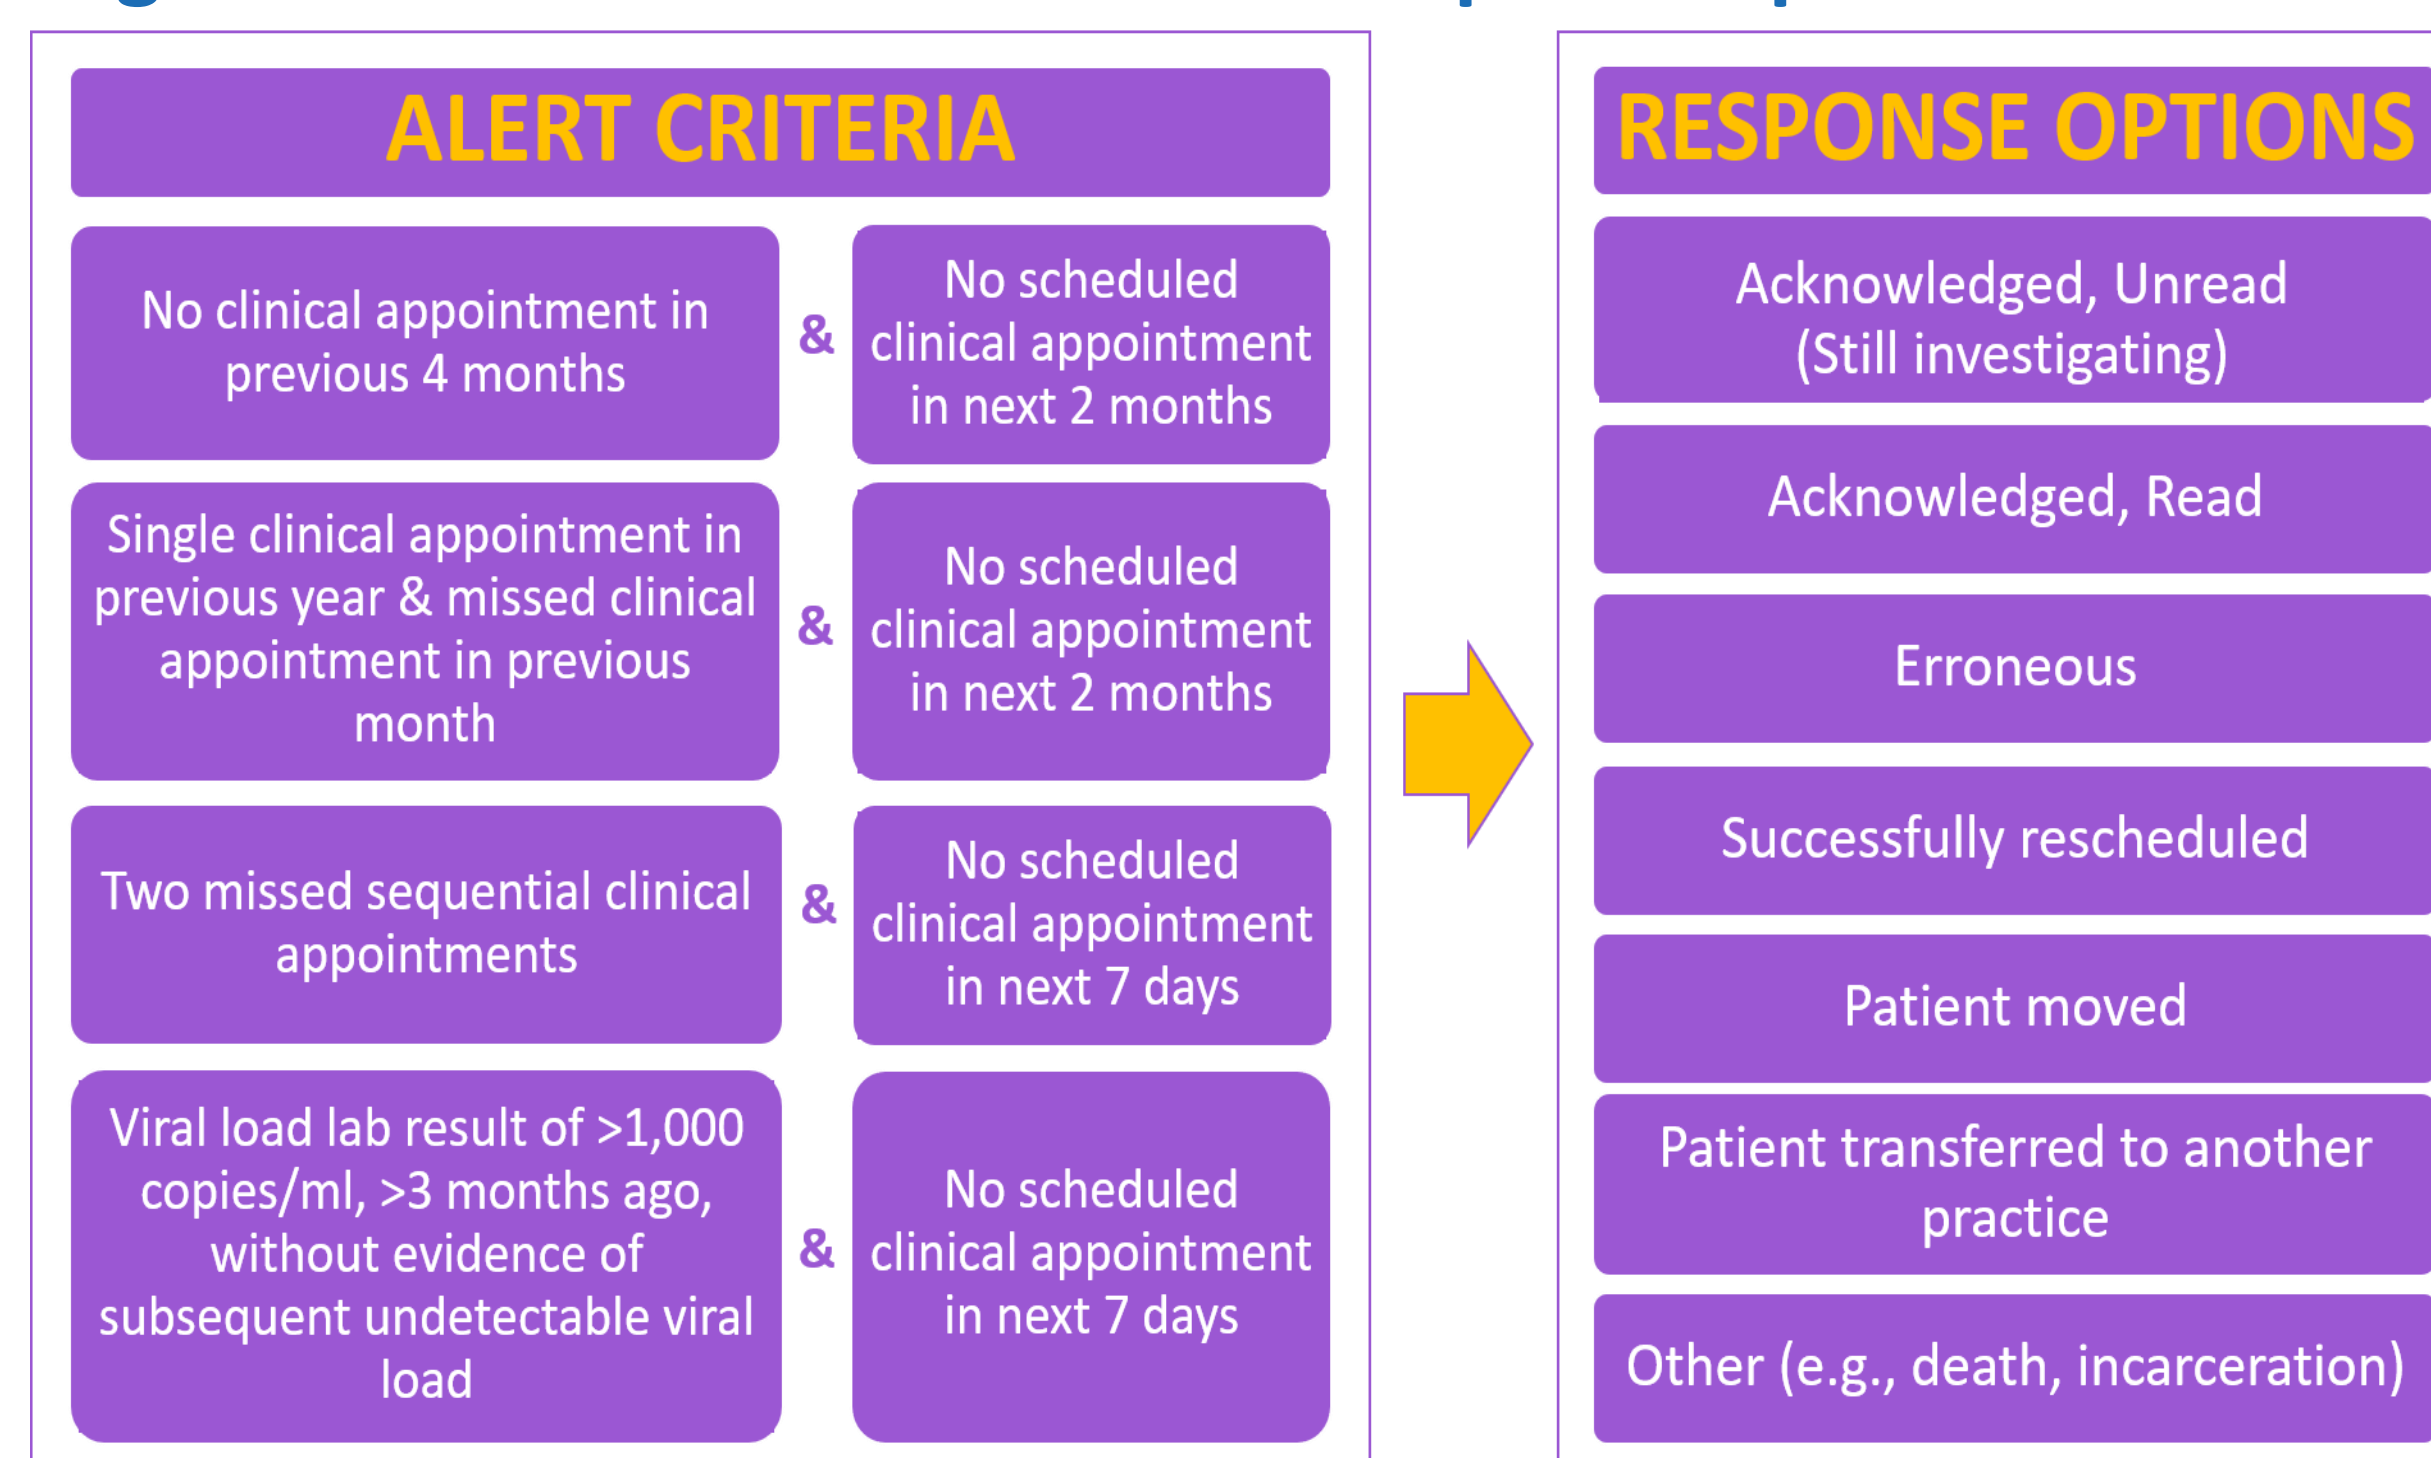 ALERT CRITERIA
No clinical appointment in
previous 4 months
&
No scheduled
clinical appointment
in next 2 months
Single clinical appointment in
previous year & missed clinical
appointment in previous
month
&
No scheduled
clinical appointment
in next 2 months
Two missed sequential clinical
appointments
&
No scheduled
clinical appointment
in next 7 days
Viral load lab result of >1,000
copies/ml, >3 months ago,
without evidence of
subsequent undetectable viral
load
&
No scheduled
clinical appointment
in next 7 days
RESPONSE OPTIONS
Acknowledged, Unread
(Still investigating)
Acknowledged, Read
Erroneous
Successfully rescheduled
Patient moved
Patient transferred to another
practice
Other (e.g., death, incarceration)